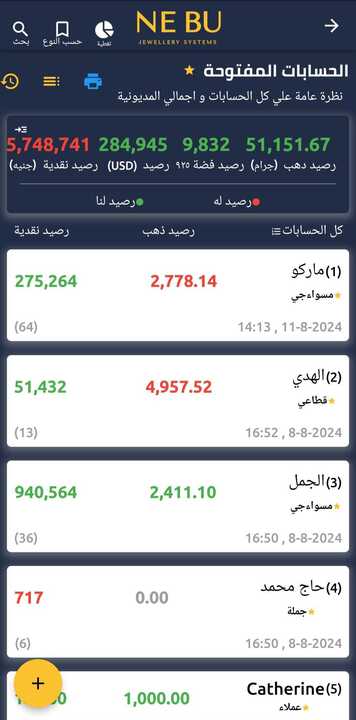 NE BU
JEWELLERY SYSTEMS
بحث
حسب النوع
تغطية
الحسابات المفتوحة
نظرة عامة علي كل الحسابات و اجمالي المديونية
51,151.67 9,832 284,945 5,748,741
رصيد دهب (جرام) رصيد فضة ٩٢٥ رصيد (USD) رصيد نقدية (جنيه)
رصيد له رصيد لنا
كل الحسابات رصيد ذهب رصيد نقدية
(1)ماركو 2,778.14 275,264
مسواءجي
11-8-2024 , 14:13 (64)
(2)الهدي 4,957.52 51,432
قطاعي
8-8-2024 , 16:52 (13)
(3)الجمل 2,411.10 940,564
مسواءجي
8-8-2024 , 16:50 (36)
(4)حاج محمد 0.00 717
جملة
8-8-2024 , 16:50 (6)
Catherine(5) 1,000.00
عملاء